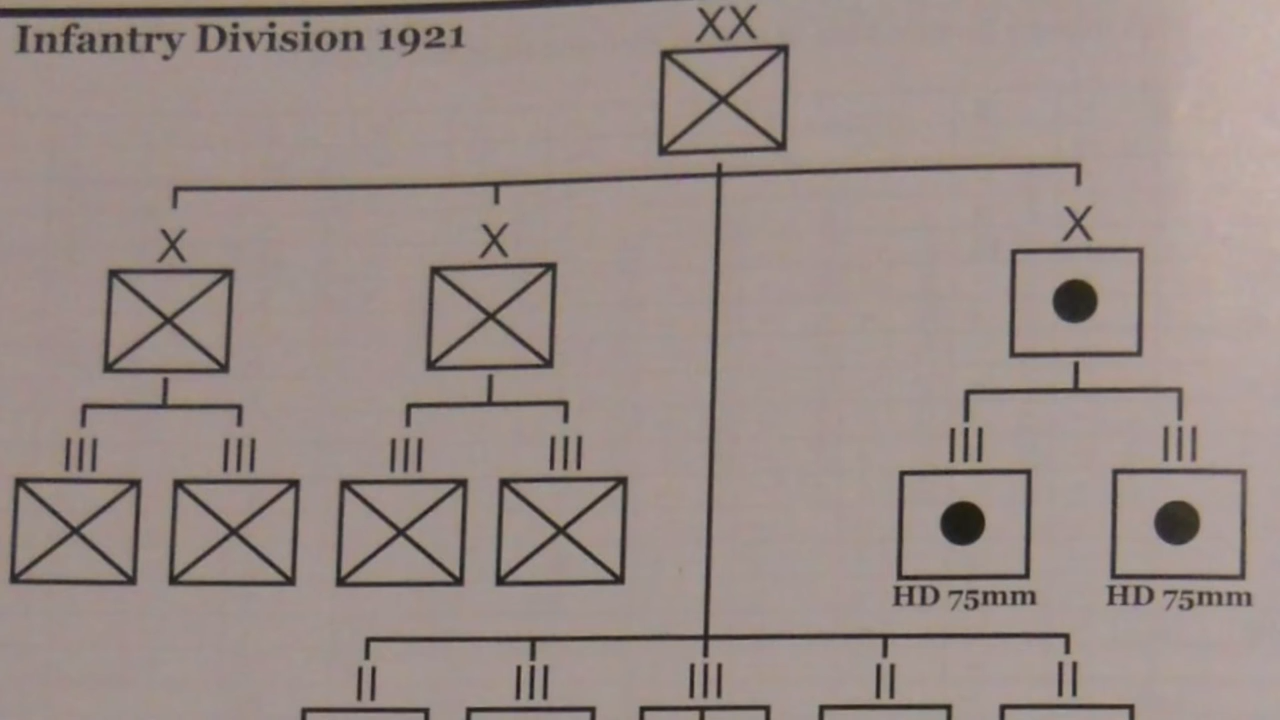 Infantry Division 1921
XX
X X X
III III III III III III
HD 75mm HD 75mm
II III III II II